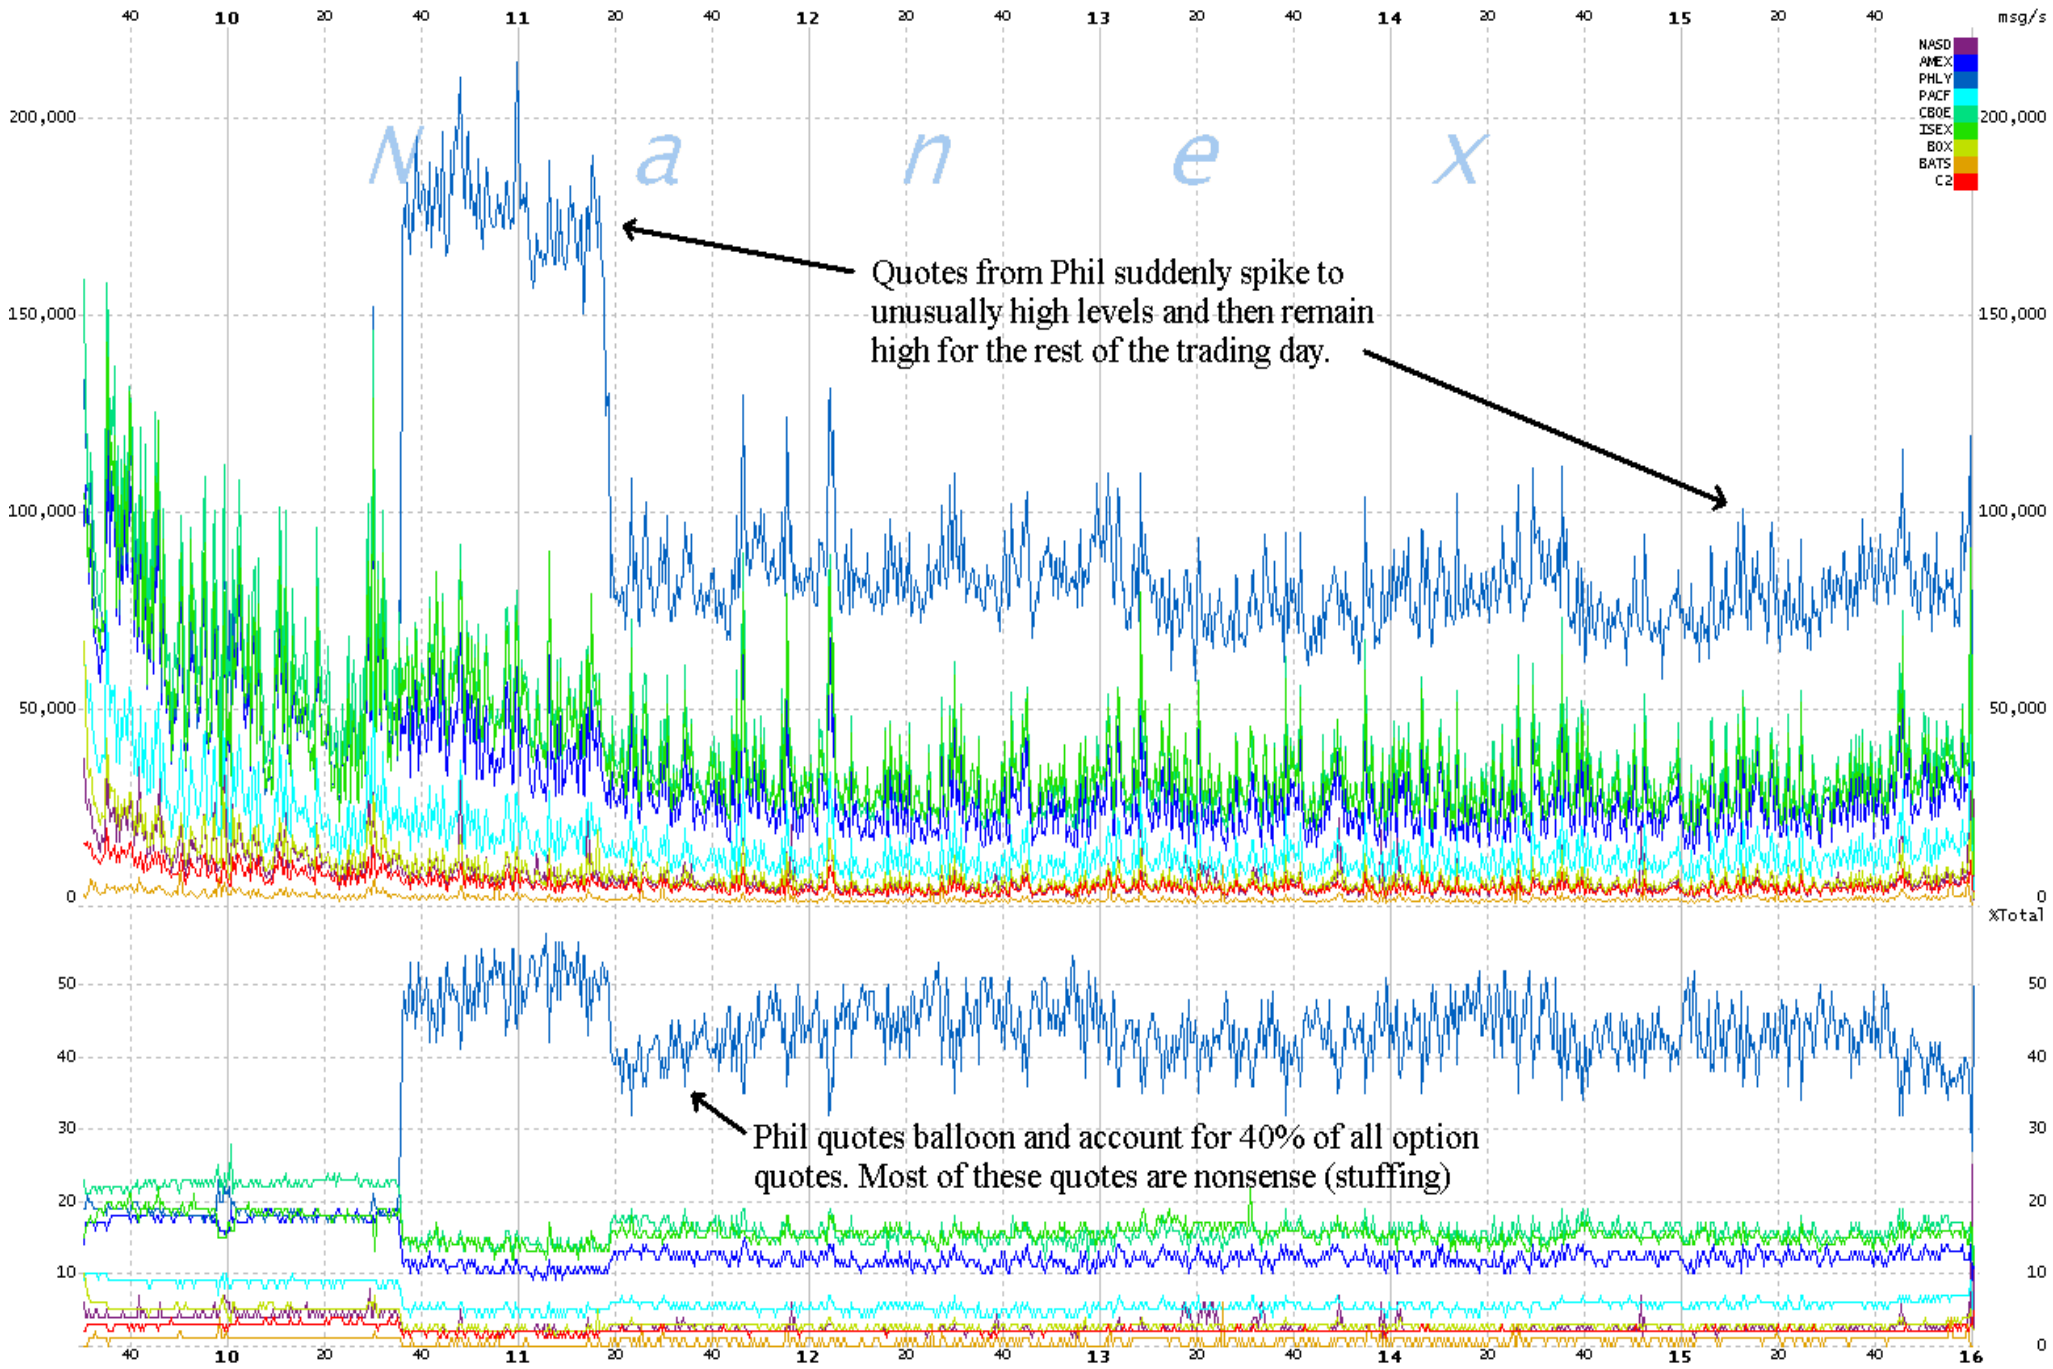 40 10 20 40 11 20 40 12 20 40 13 20 40 14 20 40 15 20 40 msg/s
NASD
AMEX
PHLY
PACF
CBOE
ISEX
BOX
BATS
C2
200,000 200,000
N a n e x
Quotes from Phil suddenly spike to
unusually high levels and then remain
high for the rest of the trading day.
150,000 150,000
100,000 100,000
50,000 50,000
0 0
%Total
50 50
40 40
30 30
Phil quotes balloon and account for 40% of all option
quotes. Most of these quotes are nonsense (stuffing)
20 20
10 10
0
40 10 20 40 11 20 40 12 20 40 13 20 40 14 20 40 15 20 40 16